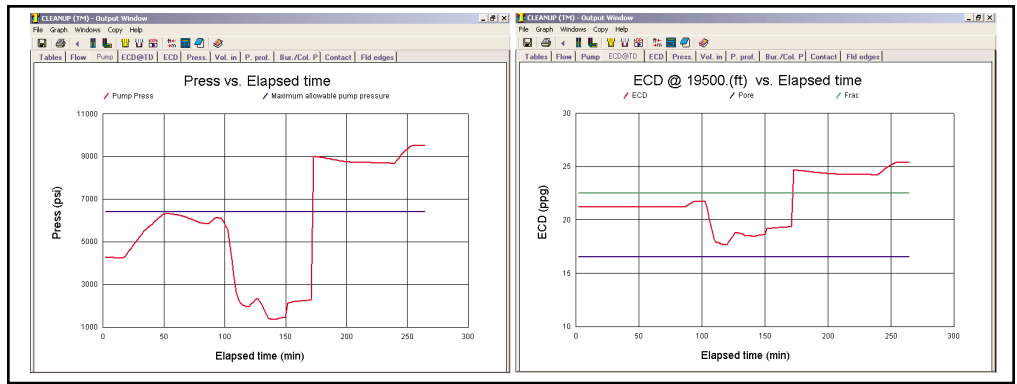 CLEANUP (TM) - Output Window
File Graph Windows Copy Help
Tables Flow Pump ECD@TD ECD Press. Vol. in P. prof. Bur./Col. P Contact Fld edges
Press vs. Elapsed time
Pump Press Maximum allowable pump pressure
11000
9000
7000
5000
3000
1000
Press (psi)
0 50 100 150 200 250 300
Elapsed time (min)
CLEANUP (TM) - Output Window
File Graph Windows Copy Help
Tables Flow Pump ECD@TD ECD Press. Vol. in P. prof. Bur./Col. P Contact Fld edges
ECD @ 19500.(ft) vs. Elapsed time
ECD Pore Frac
30
25
20
15
10
ECD (ppg)
0 50 100 150 200 250 300
Elapsed time (min)